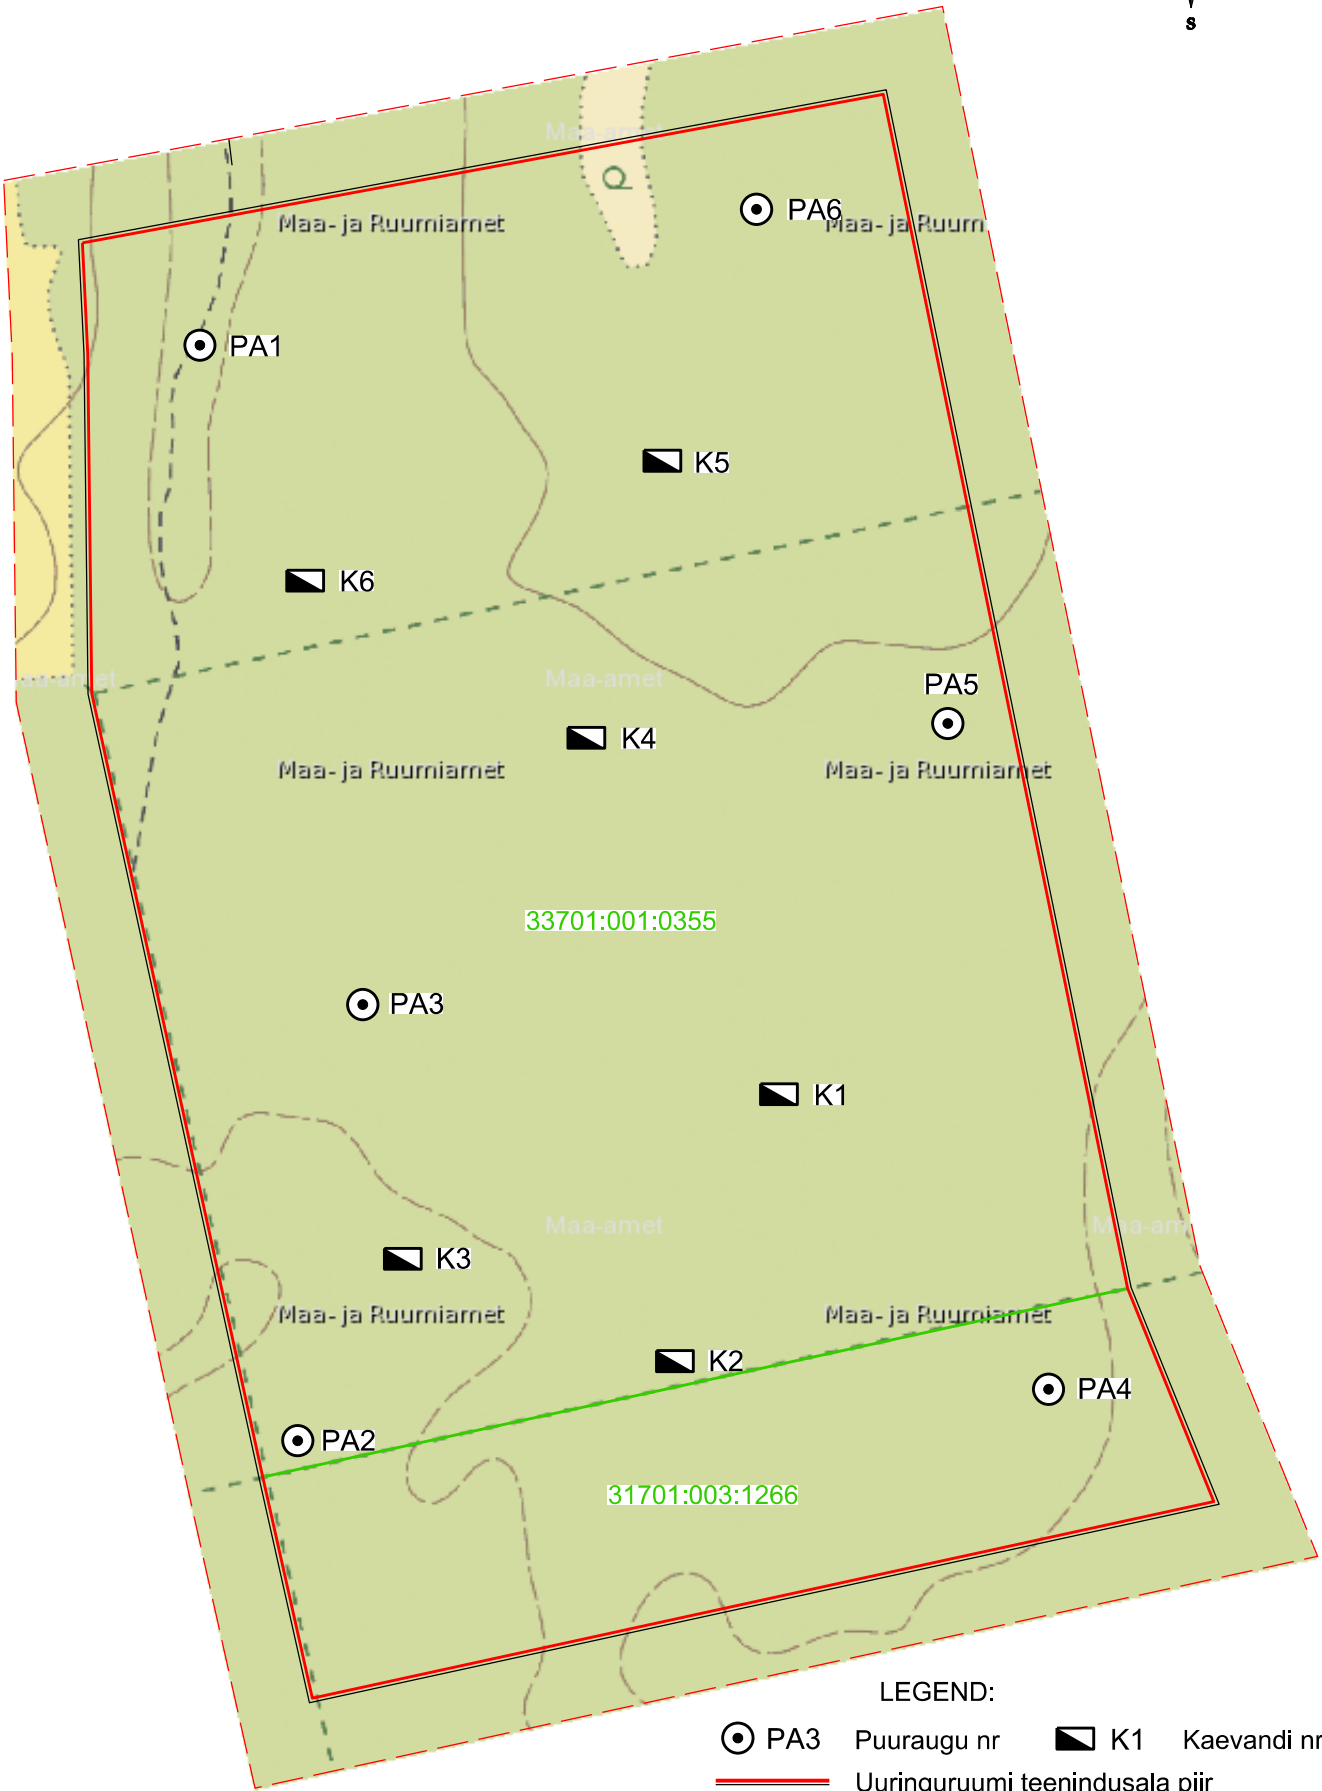 S
Maa-amet
PA6
Maa- ja Ruumiamet
Maa- ja Ruum
PA1
K5
K6
Maa-amet
PA5
K4
Maa- ja Ruumiamet
Maa- ja Ruumiamet
33701:001:0355
PA3
K1
Maa-amet
Maa-am
K3
Maa- ja Ruumiamet
Maa- ja Ruumiamet
K2
PA4
PA2
31701:003:1266
LEGEND:
PA3 Puuraugu nr K1 Kaevandi nr
Uuringuruumi teenindusala piir